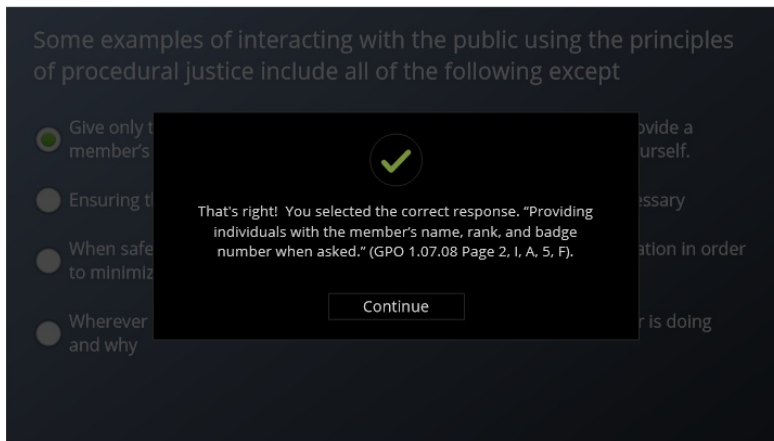 Some examples of interacting with the public using the principles
of procedural justice include all of the following except
Give only t ovide a
member's urself.
Ensuring t essary
When safe ation in order
to minimiz
Wherever r is doing
and why
That's right! You selected the correct response. “Providing
individuals with the member's name, rank, and badge
number when asked.” (GPO 1.07.08 Page 2, I, A, 5, F).
Continue